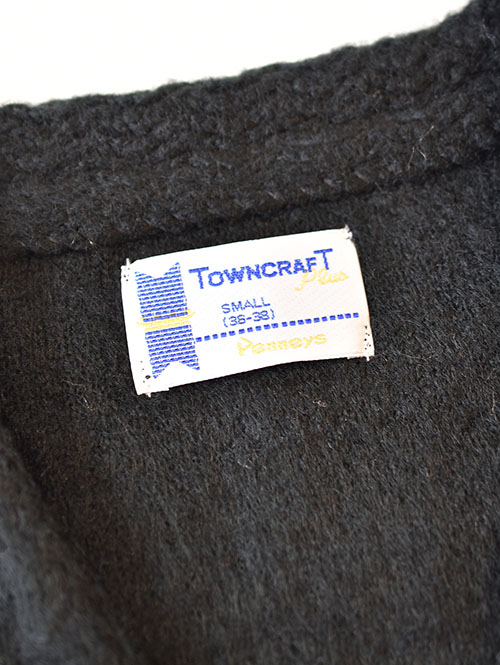 TOWNCRAFT
Plus
SMALL
(36-38)
Penneys